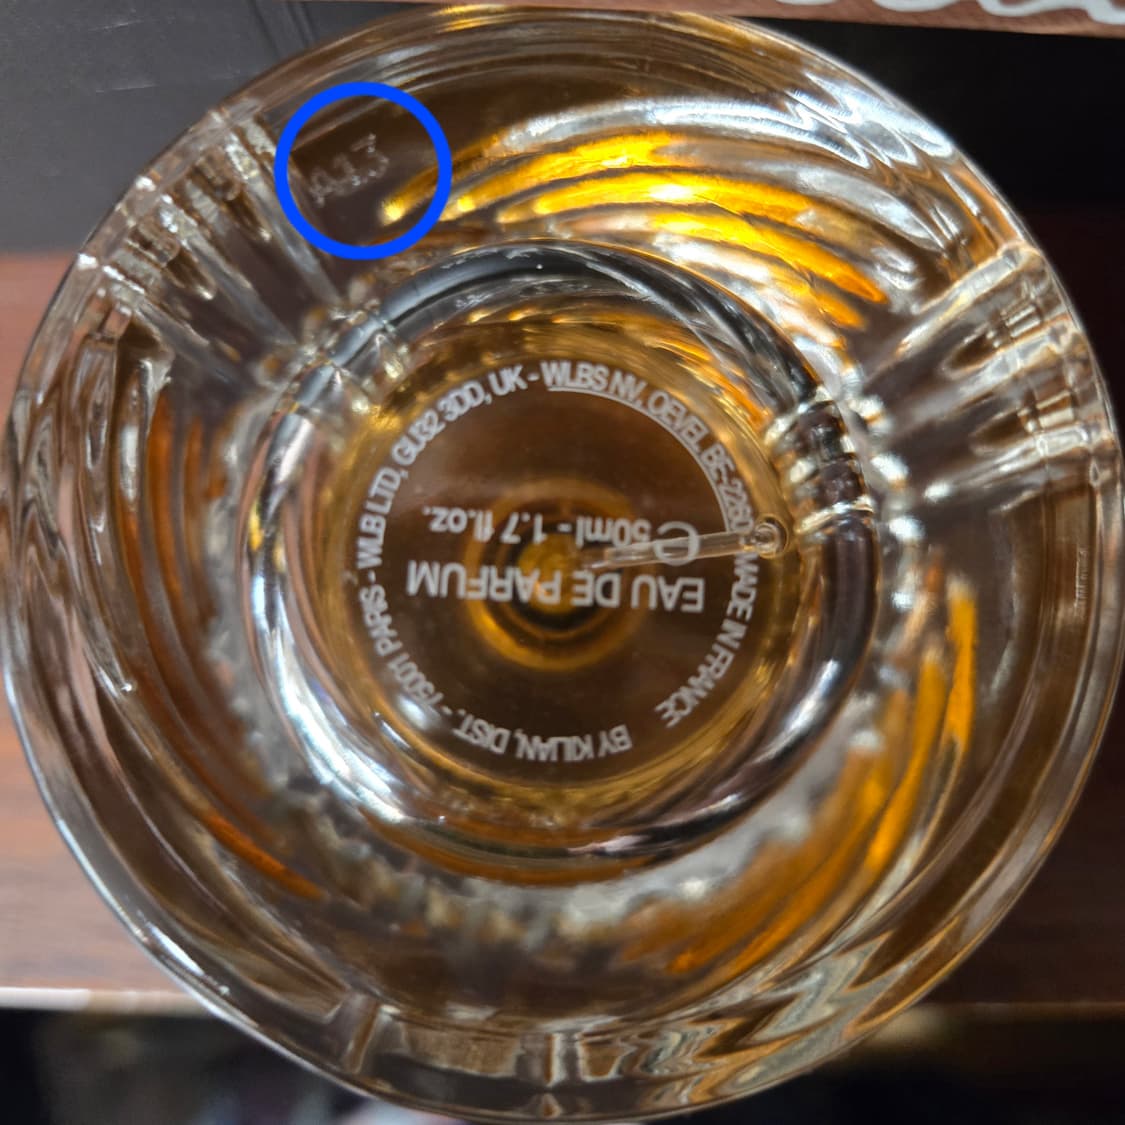 EAU DE PARFUM
℮ 50ml - 1.7 fl.oz.
BY KILIAN, DIST. - 75001 PARIS - WLB LTD, GU32 3DD, UK - WLBS NV, OEVEL, BE-2260
MADE IN FRANCE
A13